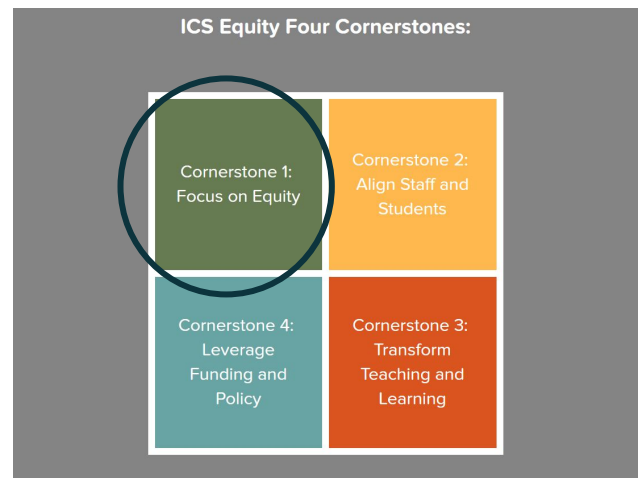 ICS Equity Four Cornerstones:
Cornerstone 1:
Focus on Equity
Cornerstone 2:
Align Staff and
Students
Cornerstone 4:
Leverage
Funding and
Policy
Cornerstone 3:
Transform
Teaching and
Learning